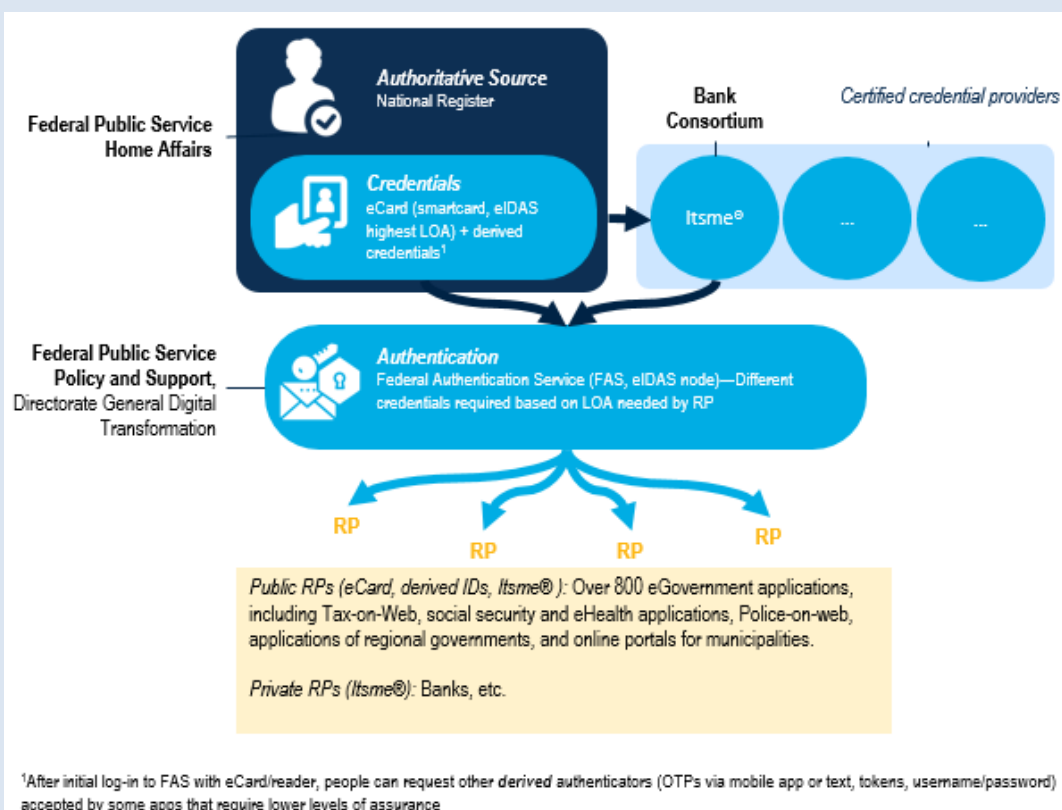 Authoritative Source
National Register
Federal Public Service
Home Affairs
Bank
Consortium
Certified credential providers
Credentials
eCard (smartcard, eIDAS
highest LOA) + derived
credentials¹
Itsme®
...
...
Federal Public Service
Policy and Support,
Directorate General Digital
Transformation
Authentication
Federal Authentication Service (FAS, eIDAS node)—Different
credentials required based on LOA needed by RP
RP
RP
RP
RP
Public RPs (eCard, derived IDs, Itsme® ): Over 800 eGovernment applications,
including Tax-on-Web, social security and eHealth applications, Police-on-web,
applications of regional governments, and online portals for municipalities.
Private RPs (Itsme®): Banks, etc.
¹After initial log-in to FAS with eCard/reader, people can request other derived authenticators (OTPs via mobile app or text, tokens, username/password)
accepted by some apps that require lower levels of assurance